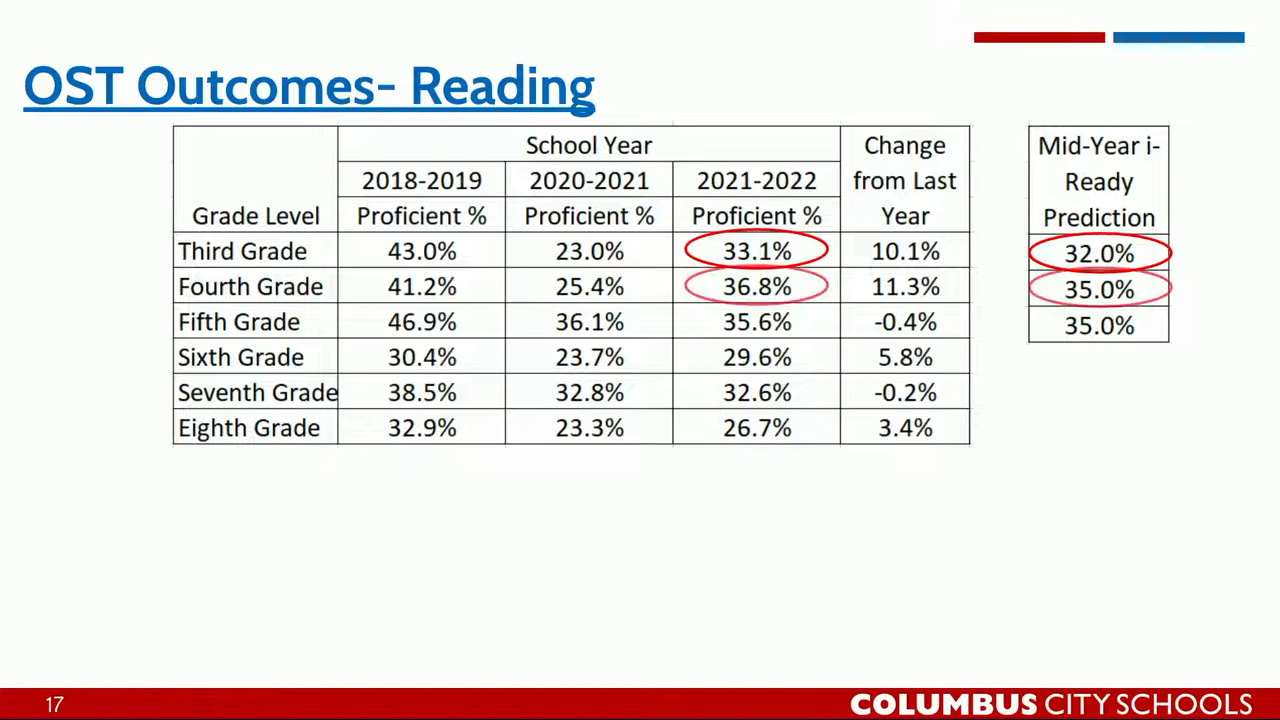 OST Outcomes- Reading
School Year
Change from Last Year
2018-2019 2020-2021 2021-2022
Grade Level Proficient % Proficient % Proficient %
Third Grade 43.0% 23.0% 33.1% 10.1%
Fourth Grade 41.2% 25.4% 36.8% 11.3%
Fifth Grade 46.9% 36.1% 35.6% -0.4%
Sixth Grade 30.4% 23.7% 29.6% 5.8%
Seventh Grade 38.5% 32.8% 32.6% -0.2%
Eighth Grade 32.9% 23.3% 26.7% 3.4%
Mid-Year i-
Ready
Prediction
32.0%
35.0%
35.0%
17
COLUMBUS CITY SCHOOLS